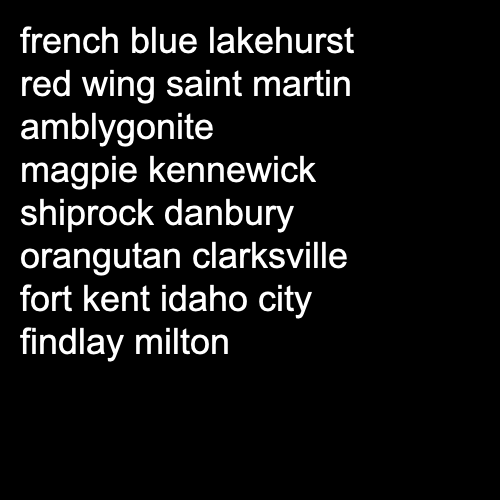 french blue lakehurst
red wing saint martin
amblygonite
magpie kennewick
shiprock danbury
orangutan clarksville
fort kent idaho city
findlay milton